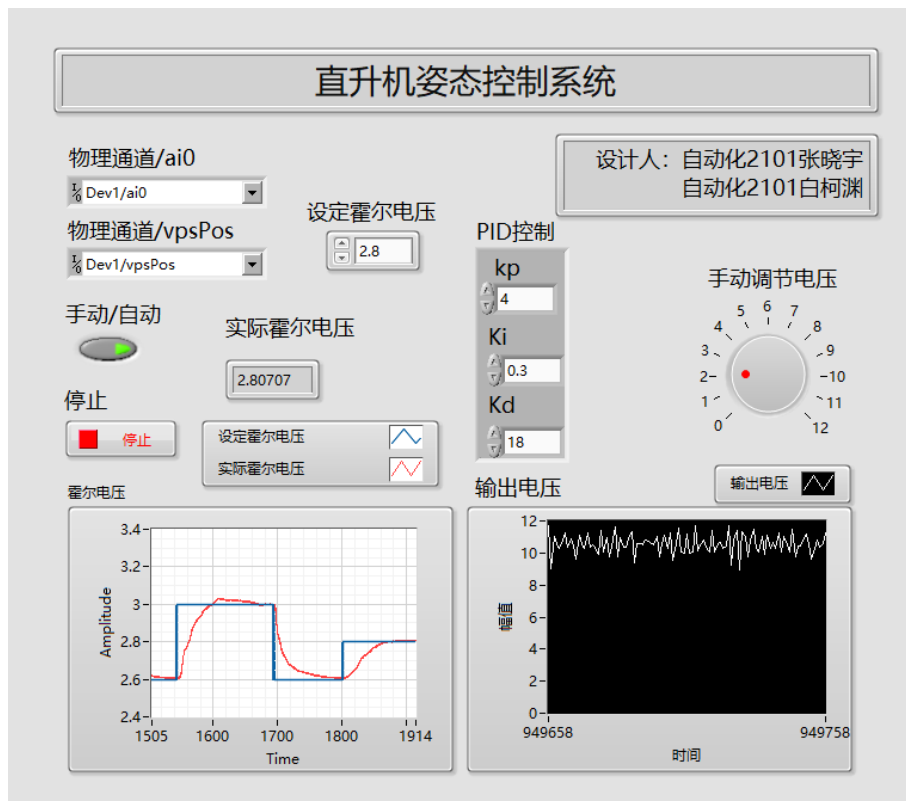 直升机姿态控制系统
设计人：自动化2101张晓宇
自动化2101白柯渊
物理通道/ai0
Dev1/ai0
物理通道/vpsPos
Dev1/vpsPos
设定霍尔电压
2.8
手动/自动
实际霍尔电压
2.80707
停止
停止
设定霍尔电压
实际霍尔电压
PID控制
kp
4
Ki
0.3
Kd
18
手动调节电压
0
1
2
3
4
5
6
7
8
9
10
11
12
霍尔电压
3.4
3.2
3
2.8
2.6
2.4
Amplitude
1505
1600
1700
1800
1914
Time
输出电压
输出电压
12
10
8
6
4
2
0
幅值
949658
949758
时间